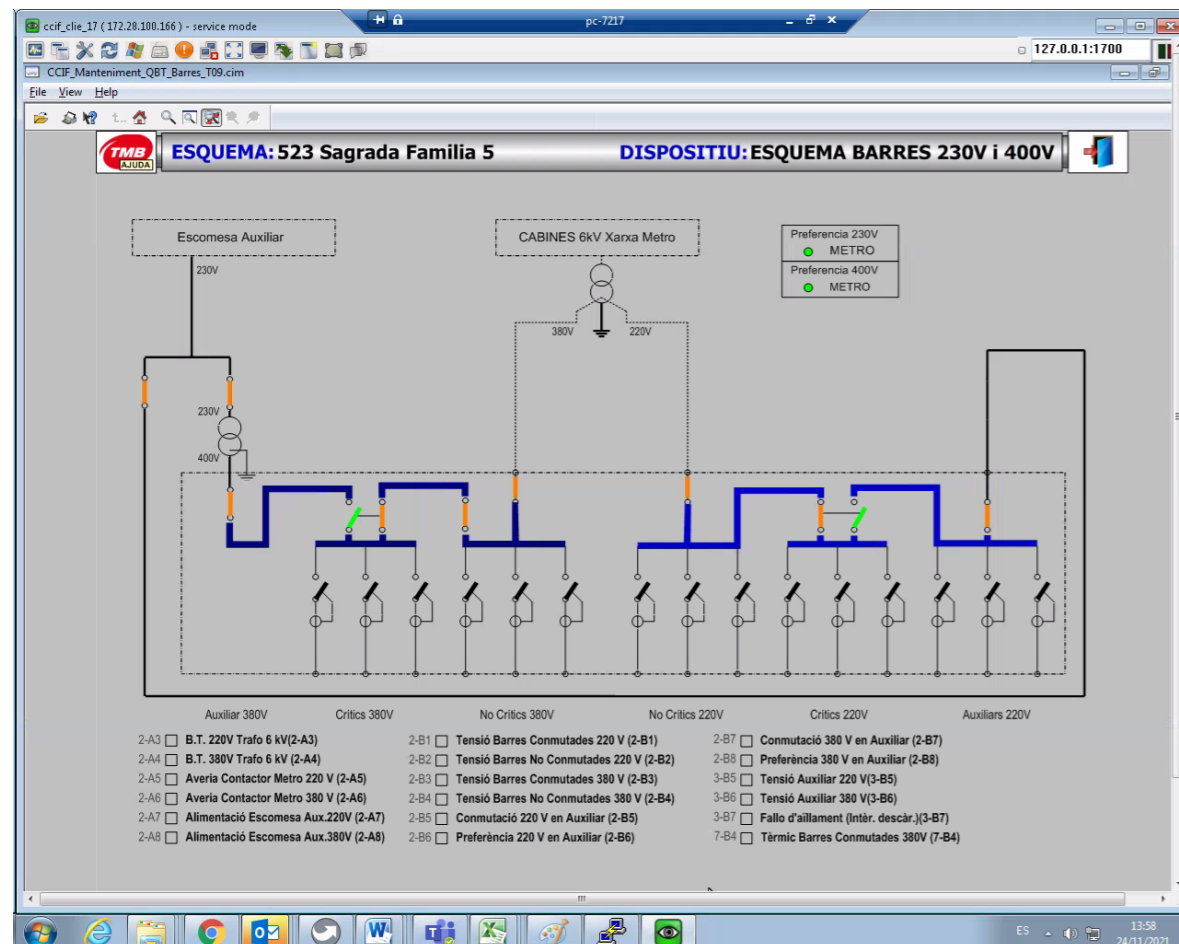 pc-7217
ccif_clie_17 ( 172.28.100.166 ) - service mode
127.0.0.1:1700
CCIF_Manteniment_QBT_Barres_T09.cim
File View Help
TMB AJUDA
ESQUEMA: 523 Sagrada Familia 5
DISPOSITIU: ESQUEMA BARRES 230V i 400V
Escomesa Auxiliar
CABINES 6kV Xarxa Metro
Preferencia 230V
METRO
Preferencia 400V
METRO
230V
380V
220V
230V
400V
Auxiliar 380V
Crítics 380V
No Crítics 380V
No Crítics 220V
Crítics 220V
Auxiliars 220V
2-A3 B.T. 220V Trafo 6 kV(2-A3)
2-A4 B.T. 380V Trafo 6 kV(2-A4)
2-A5 Averia Contactor Metro 220 V (2-A5)
2-A6 Averia Contactor Metro 380 V (2-A6)
2-A7 Alimentació Escomesa Aux.220V (2-A7)
2-A8 Alimentació Escomesa Aux.380V (2-A8)
2-B1 Tensió Barres Conmutades 220 V (2-B1)
2-B2 Tensió Barres No Conmutades 220 V (2-B2)
2-B3 Tensió Barres Conmutades 380 V (2-B3)
2-B4 Tensió Barres No Conmutades 380 V (2-B4)
2-B5 Conmutació 220 V en Auxiliar (2-B5)
2-B6 Preferència 220 V en Auxiliar (2-B6)
2-B7 Conmutació 380 V en Auxiliar (2-B7)
2-B8 Preferència 380 V en Auxiliar (2-B8)
3-B5 Tensió Auxiliar 220 V(3-B5)
3-B6 Tensió Auxiliar 380 V(3-B6)
3-B7 Fallo d'aïllament (Intèr. descàr.)(3-B7)
7-B4 Tèrmic Barres Conmutades 380V (7-B4)
ES
13:58
24/11/2021